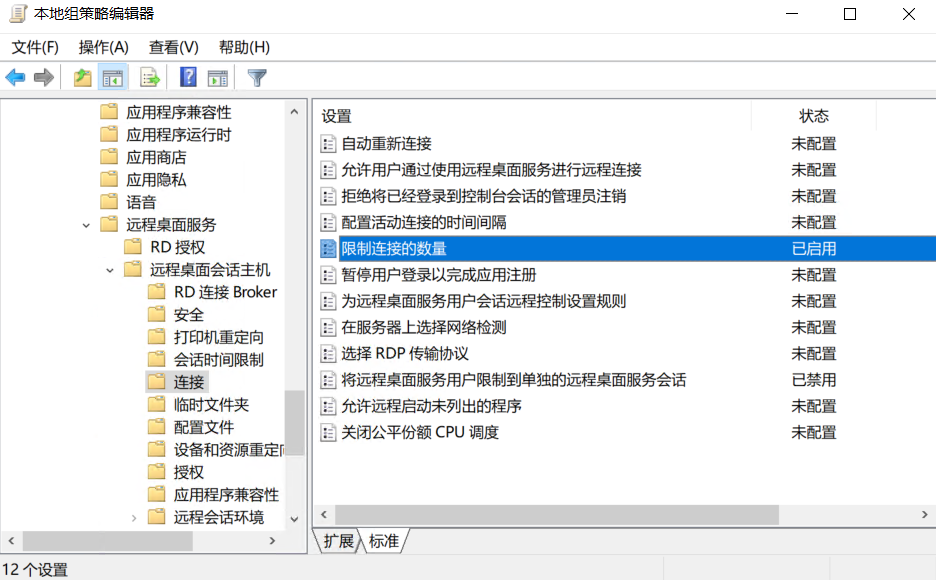 本地组策略编辑器
文件(F) 操作(A) 查看(V) 帮助(H)
应用程序兼容性
应用程序运行时
应用商店
应用隐私
语音
远程桌面服务
RD 授权
远程桌面会话主机
RD 连接 Broker
安全
打印机重定向
会话时间限制
连接
临时文件夹
配置文件
设备和资源重定向
授权
应用程序兼容性
远程会话环境
设置 状态
自动重新连接 未配置
允许用户通过使用远程桌面服务进行远程连接 未配置
拒绝将已经登录到控制台会话的管理员注销 未配置
配置活动连接的时间间隔 未配置
限制连接的数量 已启用
暂停用户登录以完成应用注册 未配置
为远程桌面服务用户会话远程控制设置规则 未配置
在服务器上选择网络检测 未配置
选择 RDP 传输协议 未配置
将远程桌面服务用户限制到单独的远程桌面服务会话 已禁用
允许远程启动未列出的程序 未配置
关闭公平份额 CPU 调度 未配置
扩展 标准
12 个设置